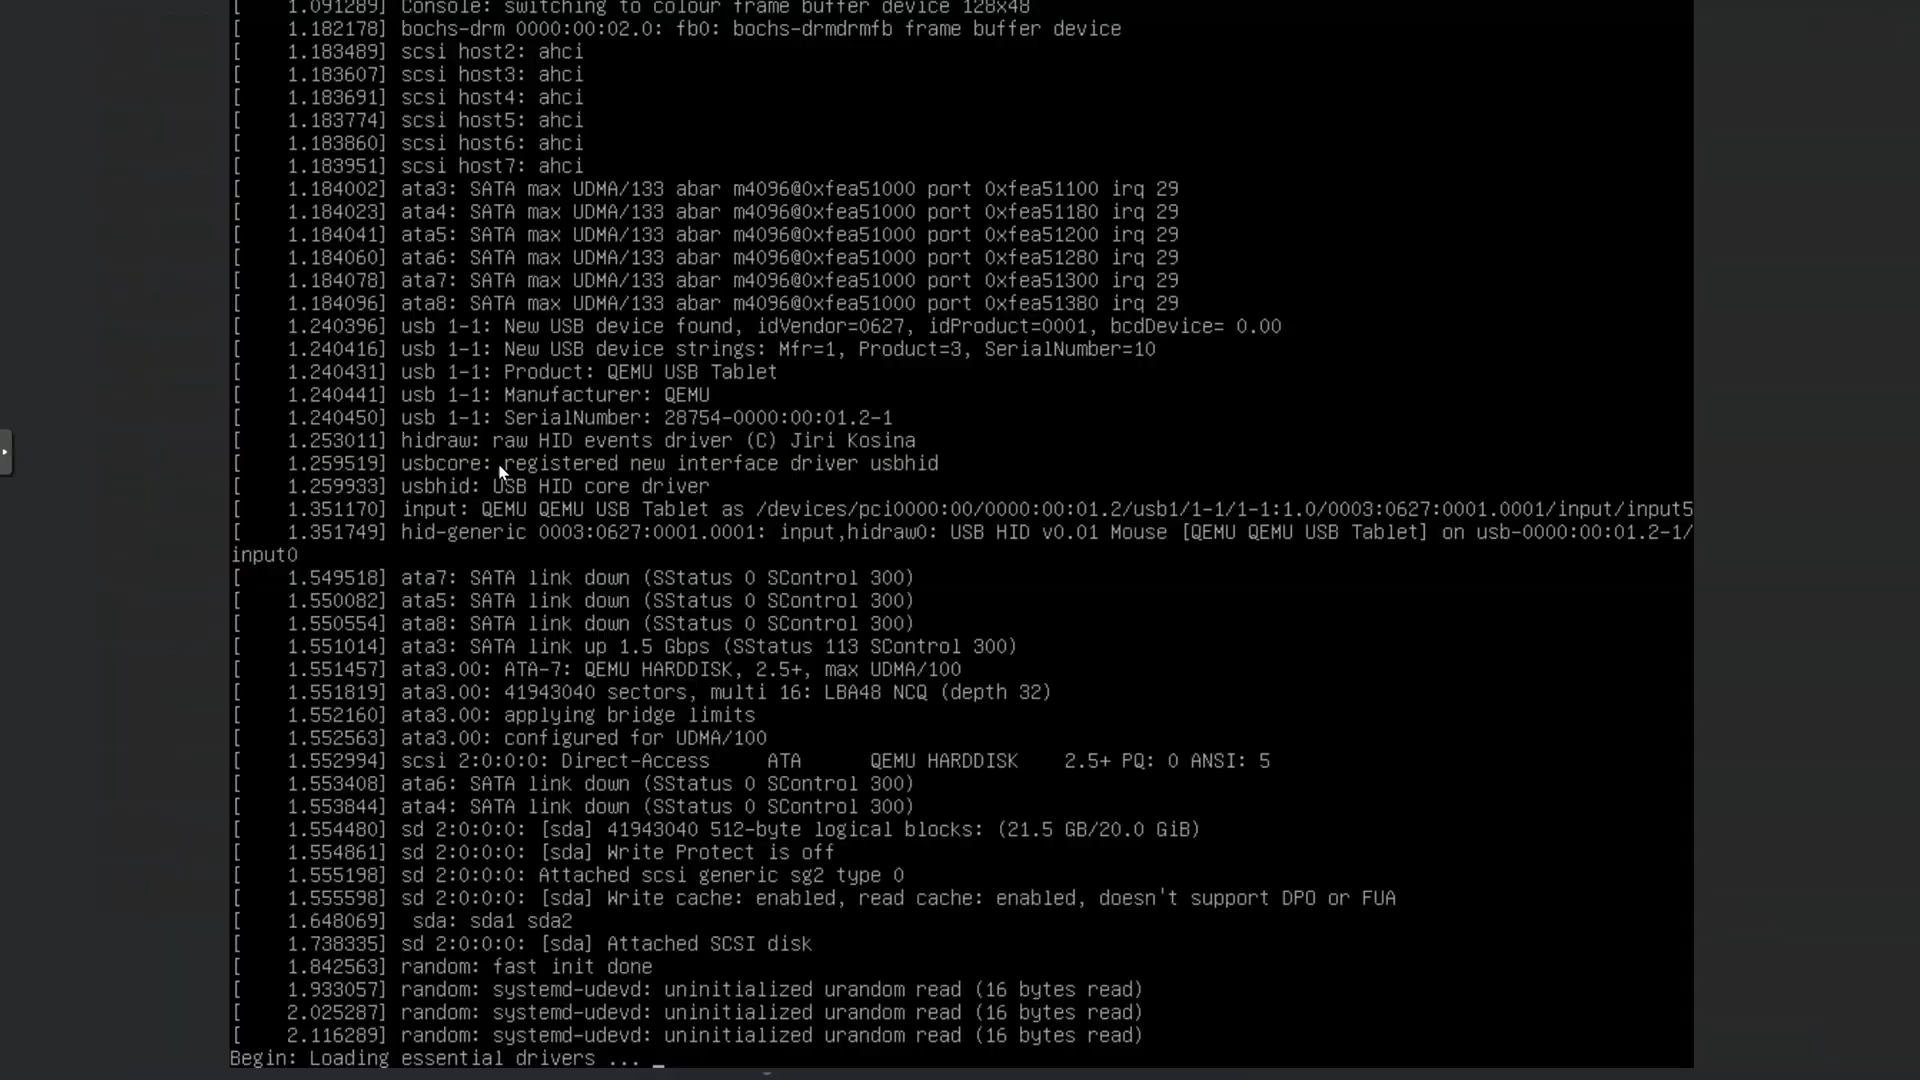 [    1.091289] Console: switching to colour frame buffer device 128x48
[    1.182178] bochs-drm 0000:00:02.0: fb0: bochs-drmdrmfb frame buffer device
[    1.183489] scsi host2: ahci
[    1.183607] scsi host3: ahci
[    1.183691] scsi host4: ahci
[    1.183774] scsi host5: ahci
[    1.183860] scsi host6: ahci
[    1.183951] scsi host7: ahci
[    1.184002] ata3: SATA max UDMA/133 abar m4096@0xfea51000 port 0xfea51100 irq 29
[    1.184023] ata4: SATA max UDMA/133 abar m4096@0xfea51000 port 0xfea51180 irq 29
[    1.184041] ata5: SATA max UDMA/133 abar m4096@0xfea51000 port 0xfea51200 irq 29
[    1.184060] ata6: SATA max UDMA/133 abar m4096@0xfea51000 port 0xfea51280 irq 29
[    1.184078] ata7: SATA max UDMA/133 abar m4096@0xfea51000 port 0xfea51300 irq 29
[    1.184096] ata8: SATA max UDMA/133 abar m4096@0xfea51000 port 0xfea51380 irq 29
[    1.240396] usb 1-1: New USB device found, idVendor=0627, idProduct=0001, bcdDevice= 0.00
[    1.240416] usb 1-1: New USB device strings: Mfr=1, Product=3, SerialNumber=10
[    1.240431] usb 1-1: Product: QEMU USB Tablet
[    1.240441] usb 1-1: Manufacturer: QEMU
[    1.240450] usb 1-1: SerialNumber: 28754-0000:00:01.2-1
[    1.253011] hidraw: raw HID events driver (C) Jiri Kosina
[    1.259519] usbcore: registered new interface driver usbhid
[    1.259933] usbhid: USB HID core driver
[    1.351170] input: QEMU QEMU USB Tablet as /devices/pci0000:00/0000:00:01.2/usb1/1-1/1-1:1.0/0003:0627:0001.0001/input/input5
[    1.351749] hid-generic 0003:0627:0001.0001: input,hidraw0: USB HID v0.01 Mouse [QEMU QEMU USB Tablet] on usb-0000:00:01.2-1/
input0
[    1.549518] ata7: SATA link down (SStatus 0 SControl 300)
[    1.550082] ata5: SATA link down (SStatus 0 SControl 300)
[    1.550554] ata8: SATA link down (SStatus 0 SControl 300)
[    1.551014] ata3: SATA link up 1.5 Gbps (SStatus 113 SControl 300)
[    1.551457] ata3.00: ATA-7: QEMU HARDDISK, 2.5+, max UDMA/100
[    1.551819] ata3.00: 41943040 sectors, multi 16: LBA48 NCQ (depth 32)
[    1.552160] ata3.00: applying bridge limits
[    1.552563] ata3.00: configured for UDMA/100
[    1.552994] scsi 2:0:0:0: Direct-Access     ATA      QEMU HARDDISK    2.5+ PQ: 0 ANSI: 5
[    1.553408] ata6: SATA link down (SStatus 0 SControl 300)
[    1.553844] ata4: SATA link down (SStatus 0 SControl 300)
[    1.554480] sd 2:0:0:0: [sda] 41943040 512-byte logical blocks: (21.5 GB/20.0 GiB)
[    1.554861] sd 2:0:0:0: [sda] Write Protect is off
[    1.555198] sd 2:0:0:0: Attached scsi generic sg2 type 0
[    1.555598] sd 2:0:0:0: [sda] Write cache: enabled, read cache: enabled, doesn't support DPO or FUA
[    1.648069]  sda: sda1 sda2
[    1.738335] sd 2:0:0:0: [sda] Attached SCSI disk
[    1.842563] random: fast init done
[    1.933057] random: systemd-udevd: uninitialized urandom read (16 bytes read)
[    2.025287] random: systemd-udevd: uninitialized urandom read (16 bytes read)
[    2.116289] random: systemd-udevd: uninitialized urandom read (16 bytes read)
Begin: Loading essential drivers ... _